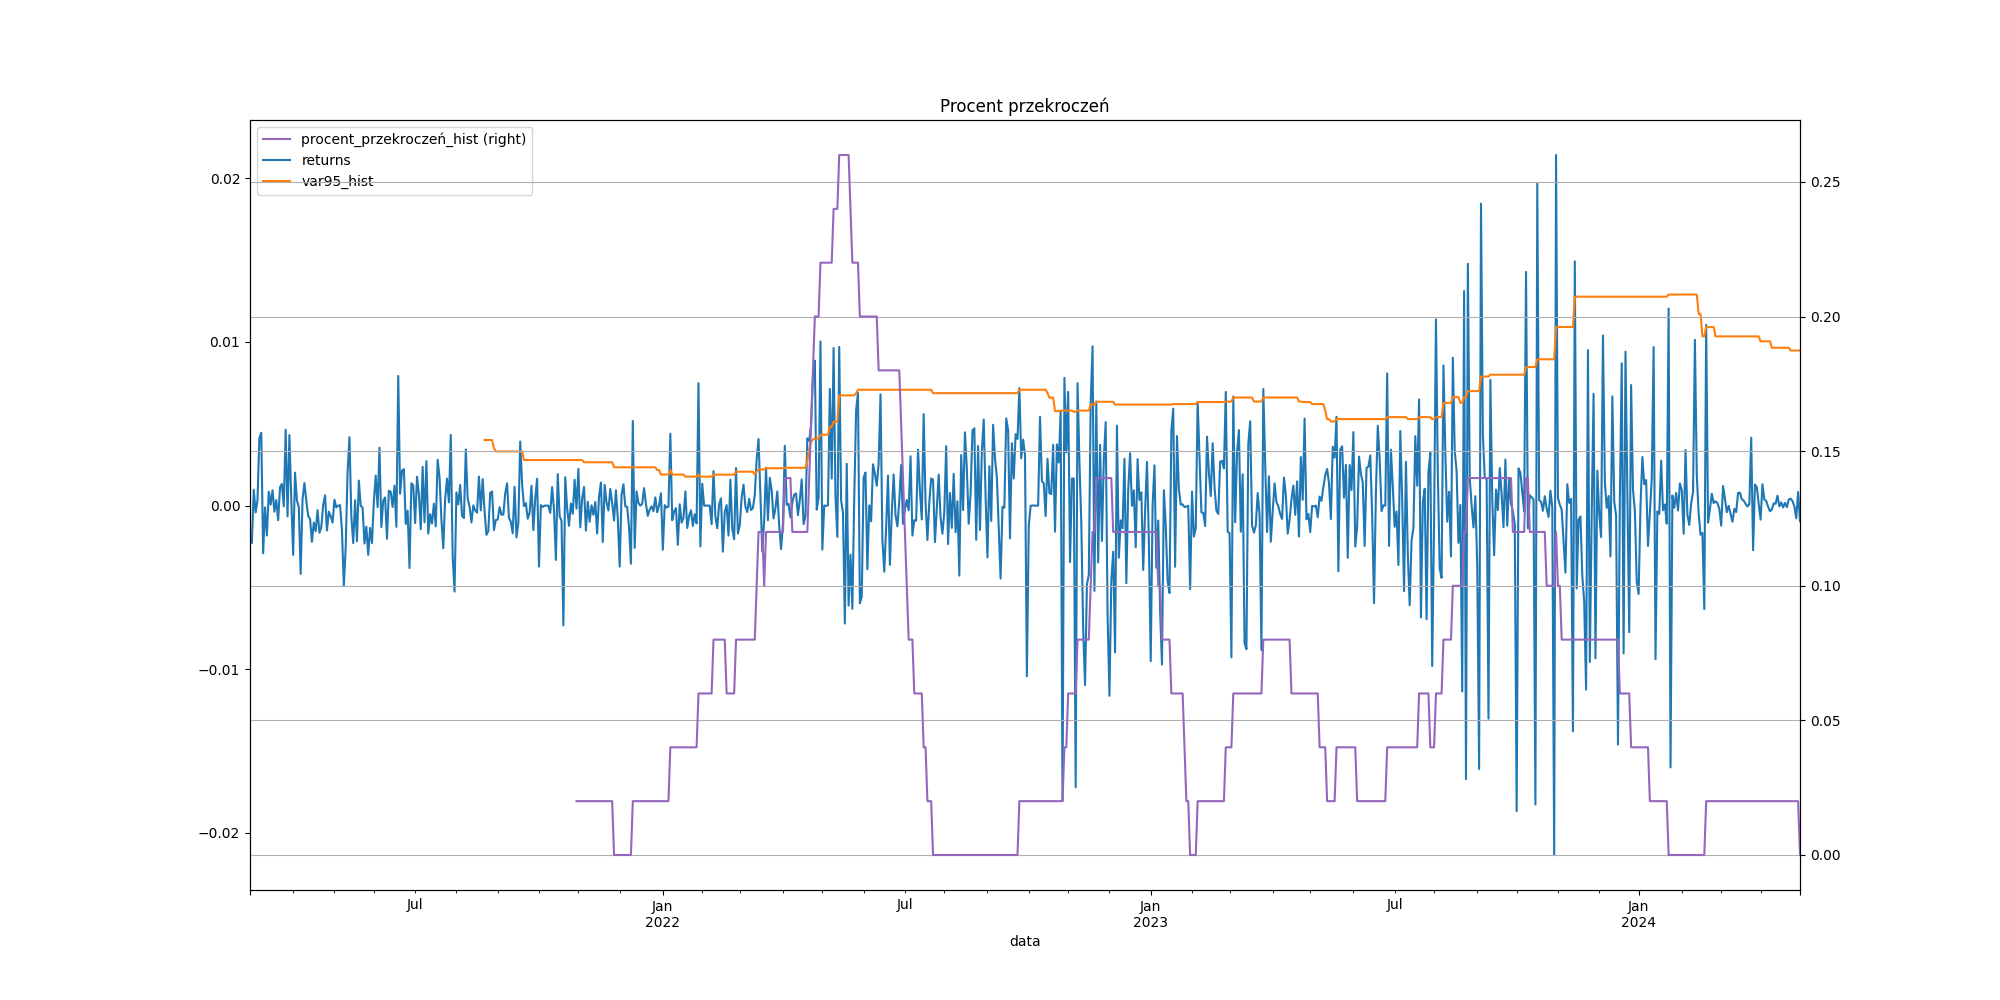 Procent przekroczeń
procent_przekroczeń_hist (right)
returns
var95_hist
0.02
0.01
0.00
−0.01
−0.02
0.25
0.20
0.15
0.10
0.05
0.00
Jul
Jan
2022
Jul
Jan
2023
Jul
Jan
2024
data